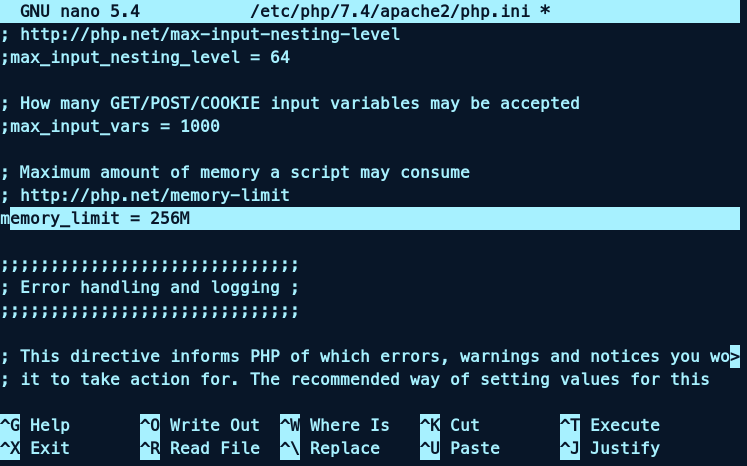 GNU nano 5.4 /etc/php/7.4/apache2/php.ini *
; http://php.net/max-input-nesting-level
;max_input_nesting_level = 64
; How many GET/POST/COOKIE input variables may be accepted
;max_input_vars = 1000
; Maximum amount of memory a script may consume
; http://php.net/memory-limit
memory_limit = 256M
;;;;;;;;;;;;;;;;;;;;;;;;;;;;;;
; Error handling and logging ;
;;;;;;;;;;;;;;;;;;;;;;;;;;;;;;
; This directive informs PHP of which errors, warnings and notices you wo>
; it to take action for. The recommended way of setting values for this
^G Help ^O Write Out ^W Where Is ^K Cut ^T Execute
^X Exit ^R Read File ^\ Replace ^U Paste ^J Justify